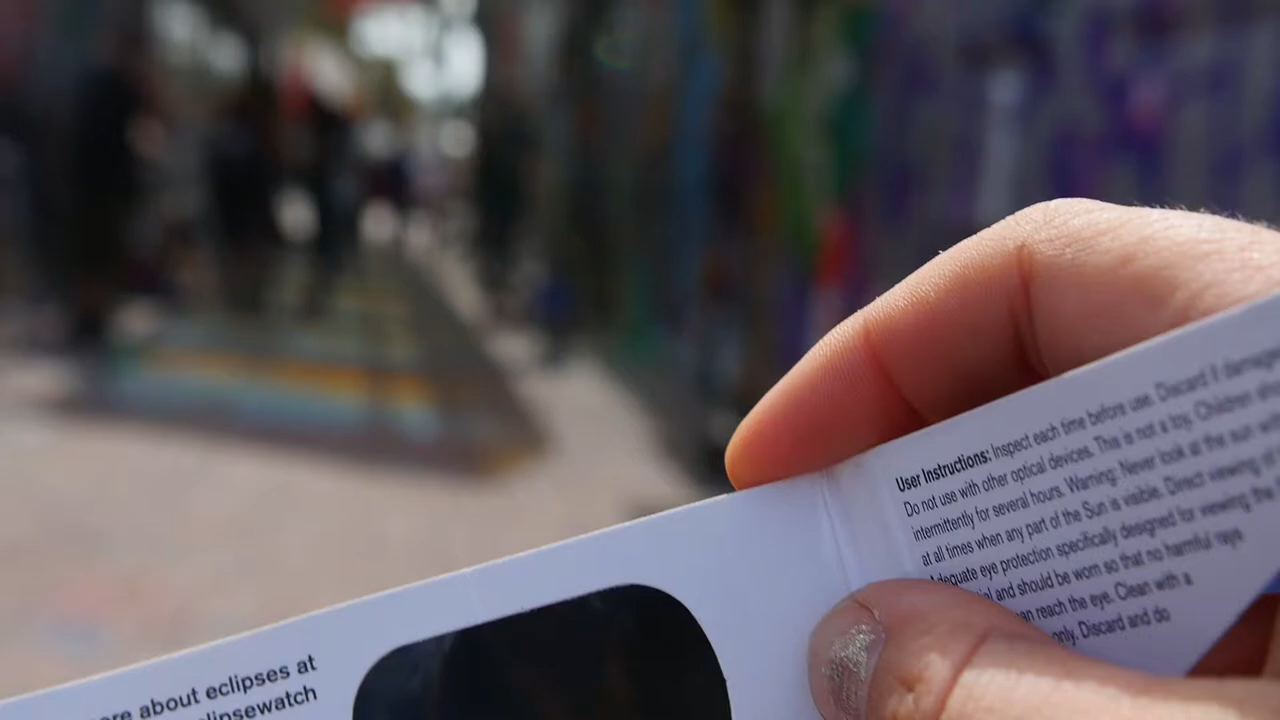 User Instructions: Inspect each time before use. Discard if damage
Do not use with other optical devices. This is not a toy. Children
intermittently for several hours. Warning: Never look at the sun
at all times when any part of the Sun is visible. Direct viewing of
Adequate eye protection specifically designed for viewing the
and should be worn so that no harmful rays
can reach the eye. Clean with a
only. Discard and do
about eclipses at